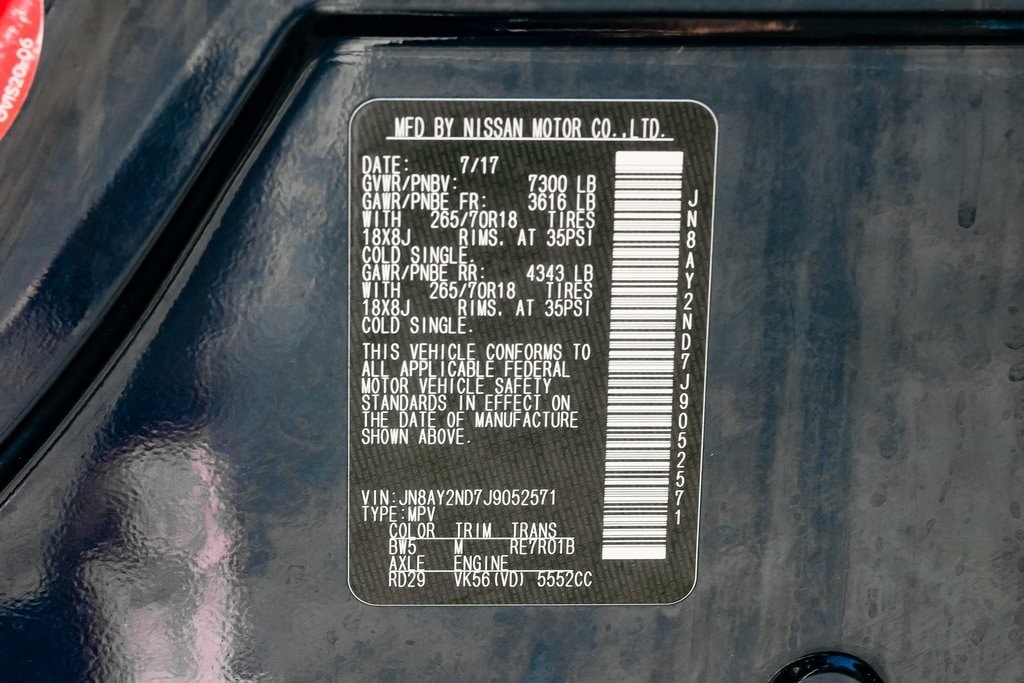 OVIS20.06
MFD BY NISSAN MOTOR CO.,LTD.
DATE: 7/17
GVWR/PNBV: 7300 LB
GAWR/PNBE FR: 3616 LB
WITH 265/70R18 TIRES
18X8J RIMS. AT 35PSI
COLD SINGLE.
GAWR/PNBE RR: 4343 LB
WITH 265/70R18 TIRES
18X8J RIMS. AT 35PSI
COLD SINGLE.
THIS VEHICLE CONFORMS TO
ALL APPLICABLE FEDERAL
MOTOR VEHICLE SAFETY
STANDARDS IN EFFECT ON
THE DATE OF MANUFACTURE
SHOWN ABOVE.
VIN:JN8AY2ND7J9052571
TYPE:MPV
COLOR TRIM TRANS
BW5 M RE7R01B
AXLE ENGINE
RD29 VK56(VD) 5552CC
JN8AY2ND7J9052571